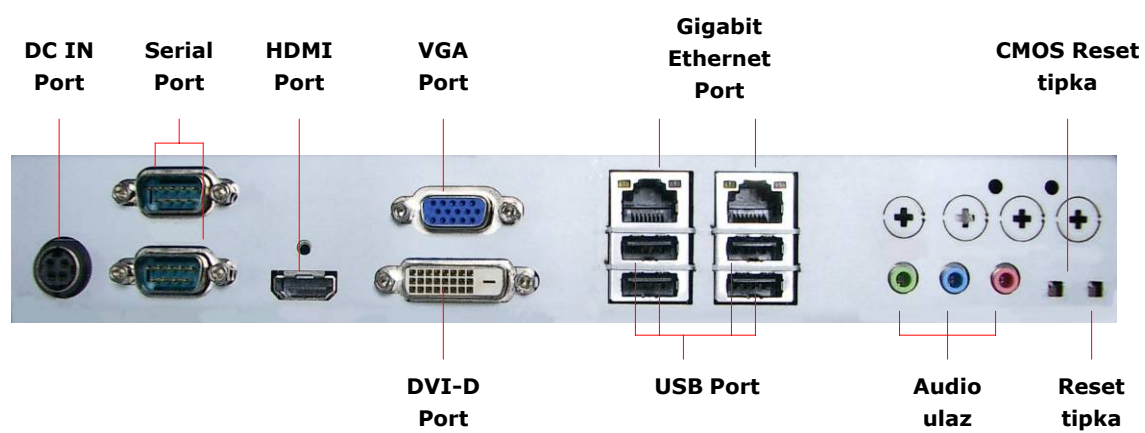 DC IN
Port
Serial
Port
HDMI
Port
VGA
Port
Gigabit
Ethernet
Port
CMOS Reset
tipka
DVI-D
Port
USB Port
Audio
ulaz
Reset
tipka